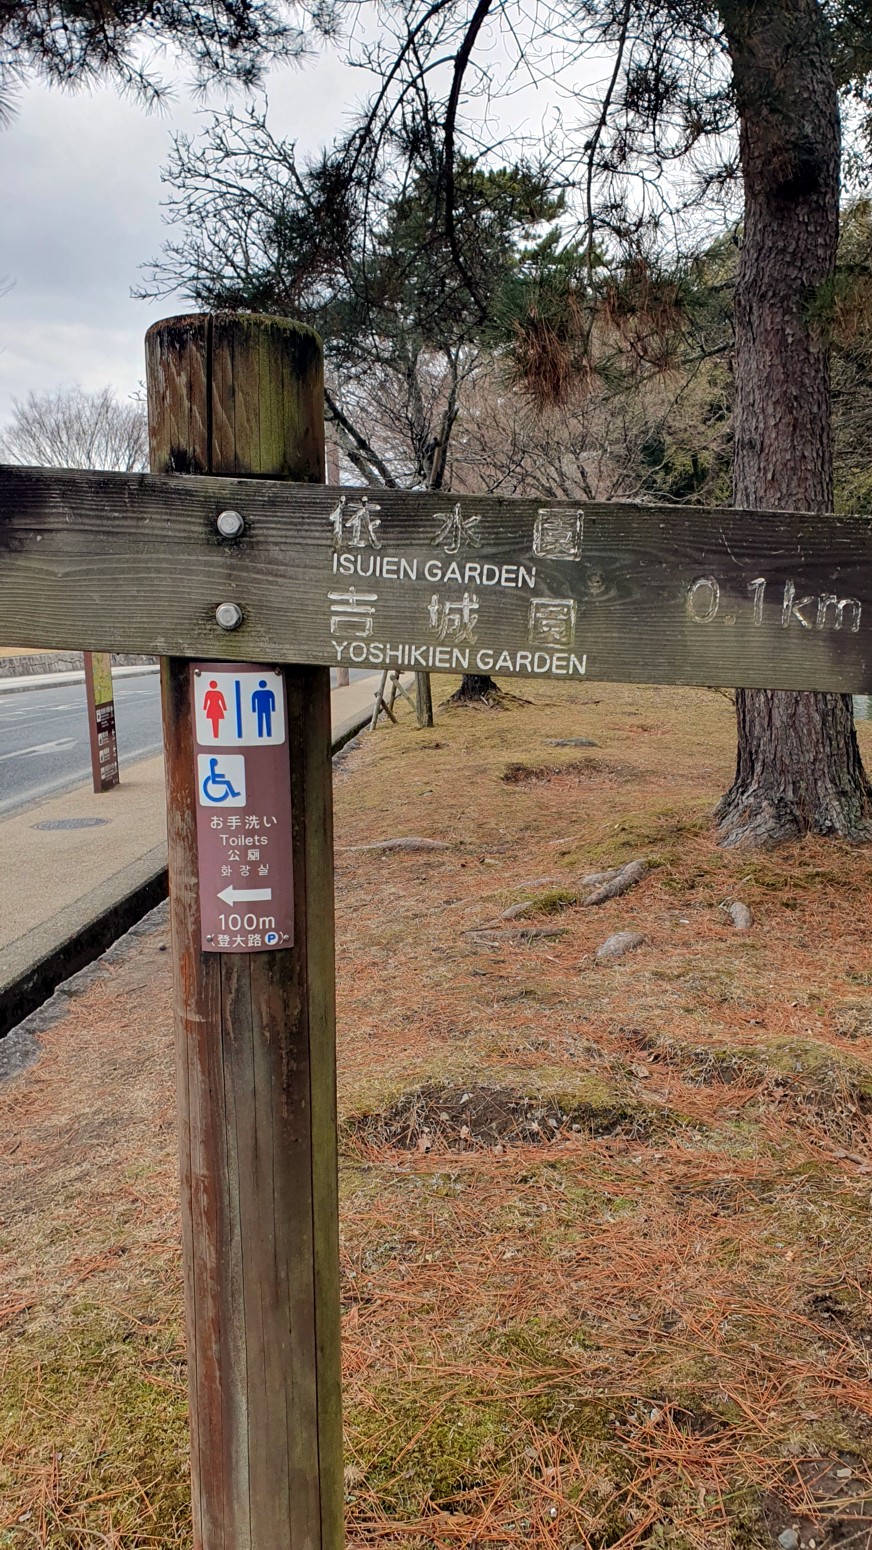 依水園
ISUIEN GARDEN
吉城園
YOSHIKIEN GARDEN
0.1km
お手洗い
Toilets
公厕
화장실
100m
(登大路P)